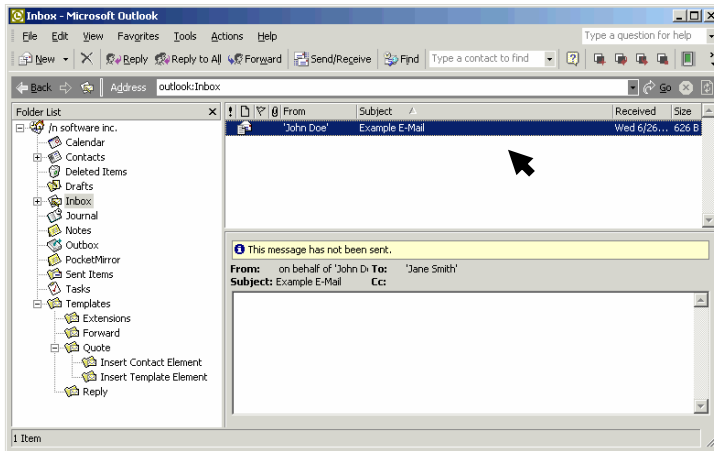 Inbox - Microsoft Outlook
File Edit View Favorites Tools Actions Help Type a question for help
New Reply Reply to All Forward Send/Receive Find Type a contact to find
Back Address outlook:Inbox Go
Folder List
/n software inc.
Calendar
Contacts
Deleted Items
Drafts
Inbox
Journal
Notes
Outbox
PocketMirror
Sent Items
Tasks
Templates
Extensions
Forward
Quote
Insert Contact Element
Insert Template Element
Reply
! From Subject Received Size
'John Doe' Example E-Mail Wed 6/26... 626 B
This message has not been sent.
From: on behalf of 'John D To: 'Jane Smith'
Subject: Example E-Mail Cc:
1 Item